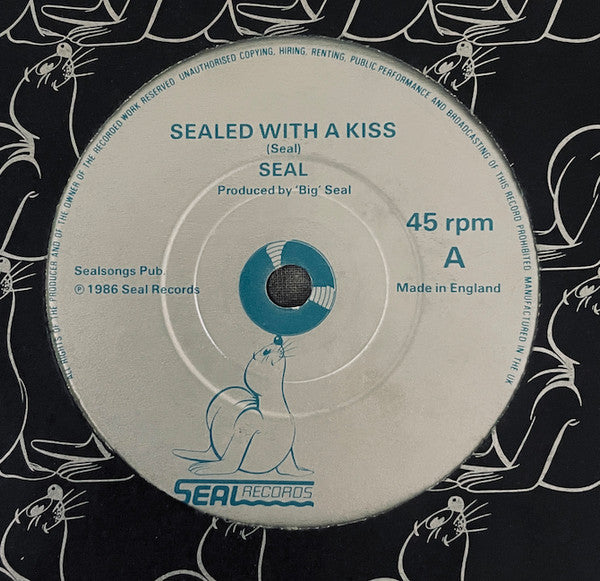 ALL RIGHTS OF THE PRODUCER AND OF THE OWNER OF THE RECORDED WORK RESERVED. UNAUTHORISED COPYING, HIRING, RENTING, PUBLIC PERFORMANCE AND BROADCASTING OF THIS RECORD PROHIBITED. MANUFACTURED IN THE UK
SEALED WITH A KISS
(Seal)
SEAL
Produced by 'Big' Seal
45 rpm
A
Made in England
Sealsongs Pub.
℗ 1986 Seal Records
SEAL RECORDS